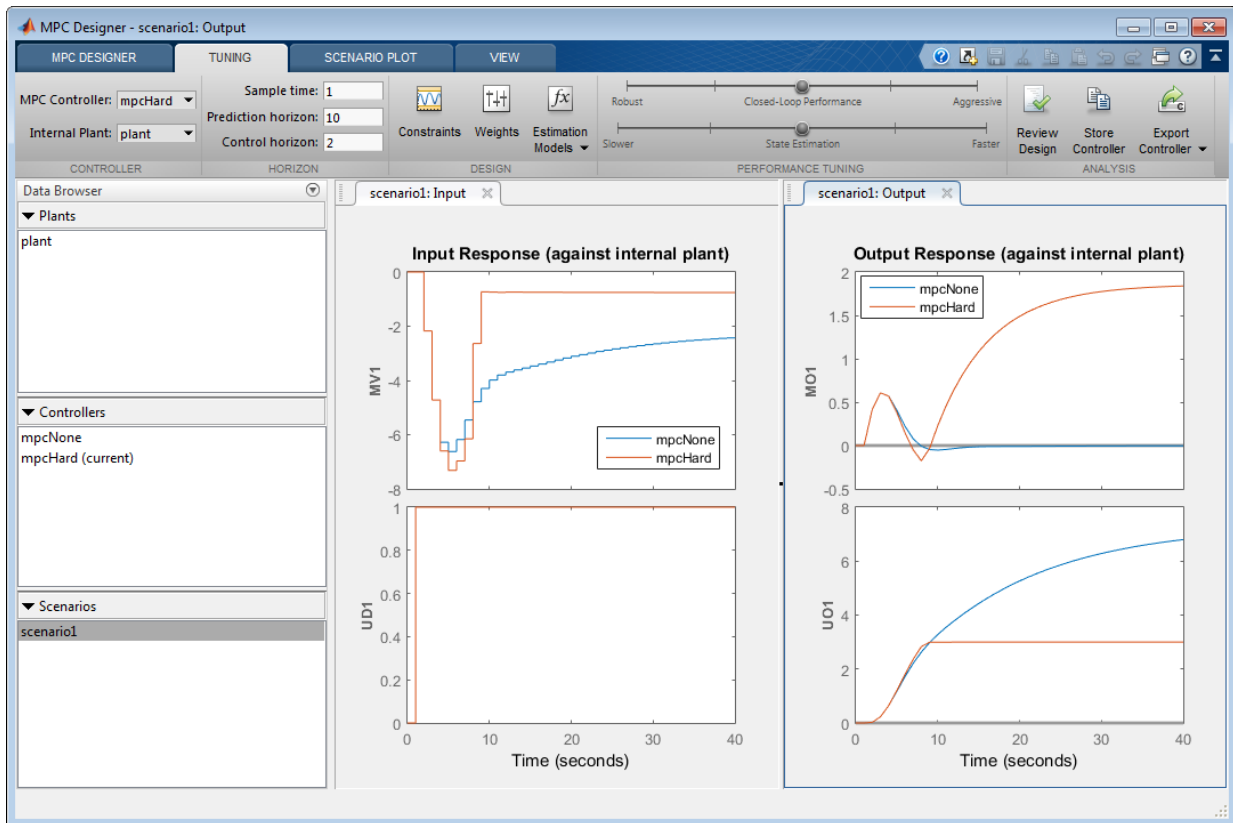 MPC Designer - scenario1: Output
MPC DESIGNER TUNING SCENARIO PLOT VIEW
MPC Controller: mpcHard
Internal Plant: plant
CONTROLLER
Sample time: 1
Prediction horizon: 10
Control horizon: 2
HORIZON
Constraints
Weights
Estimation
Models
DESIGN
Robust Closed-Loop Performance Aggressive
Slower State Estimation Faster
PERFORMANCE TUNING
Review
Design
Store
Controller
Export
Controller
ANALYSIS
Data Browser
Plants
plant
Controllers
mpcNone
mpcHard (current)
Scenarios
scenario1
scenario1: Input
Input Response (against internal plant)
MV1
0
-2
-4
-6
-8
mpcNone
mpcHard
UD1
1
0.8
0.6
0.4
0.2
0
0 10 20 30 40
Time (seconds)
scenario1: Output
Output Response (against internal plant)
MO1
2
1.5
1
0.5
0
-0.5
mpcNone
mpcHard
UO1
8
6
4
2
0
0 10 20 30 40
Time (seconds)